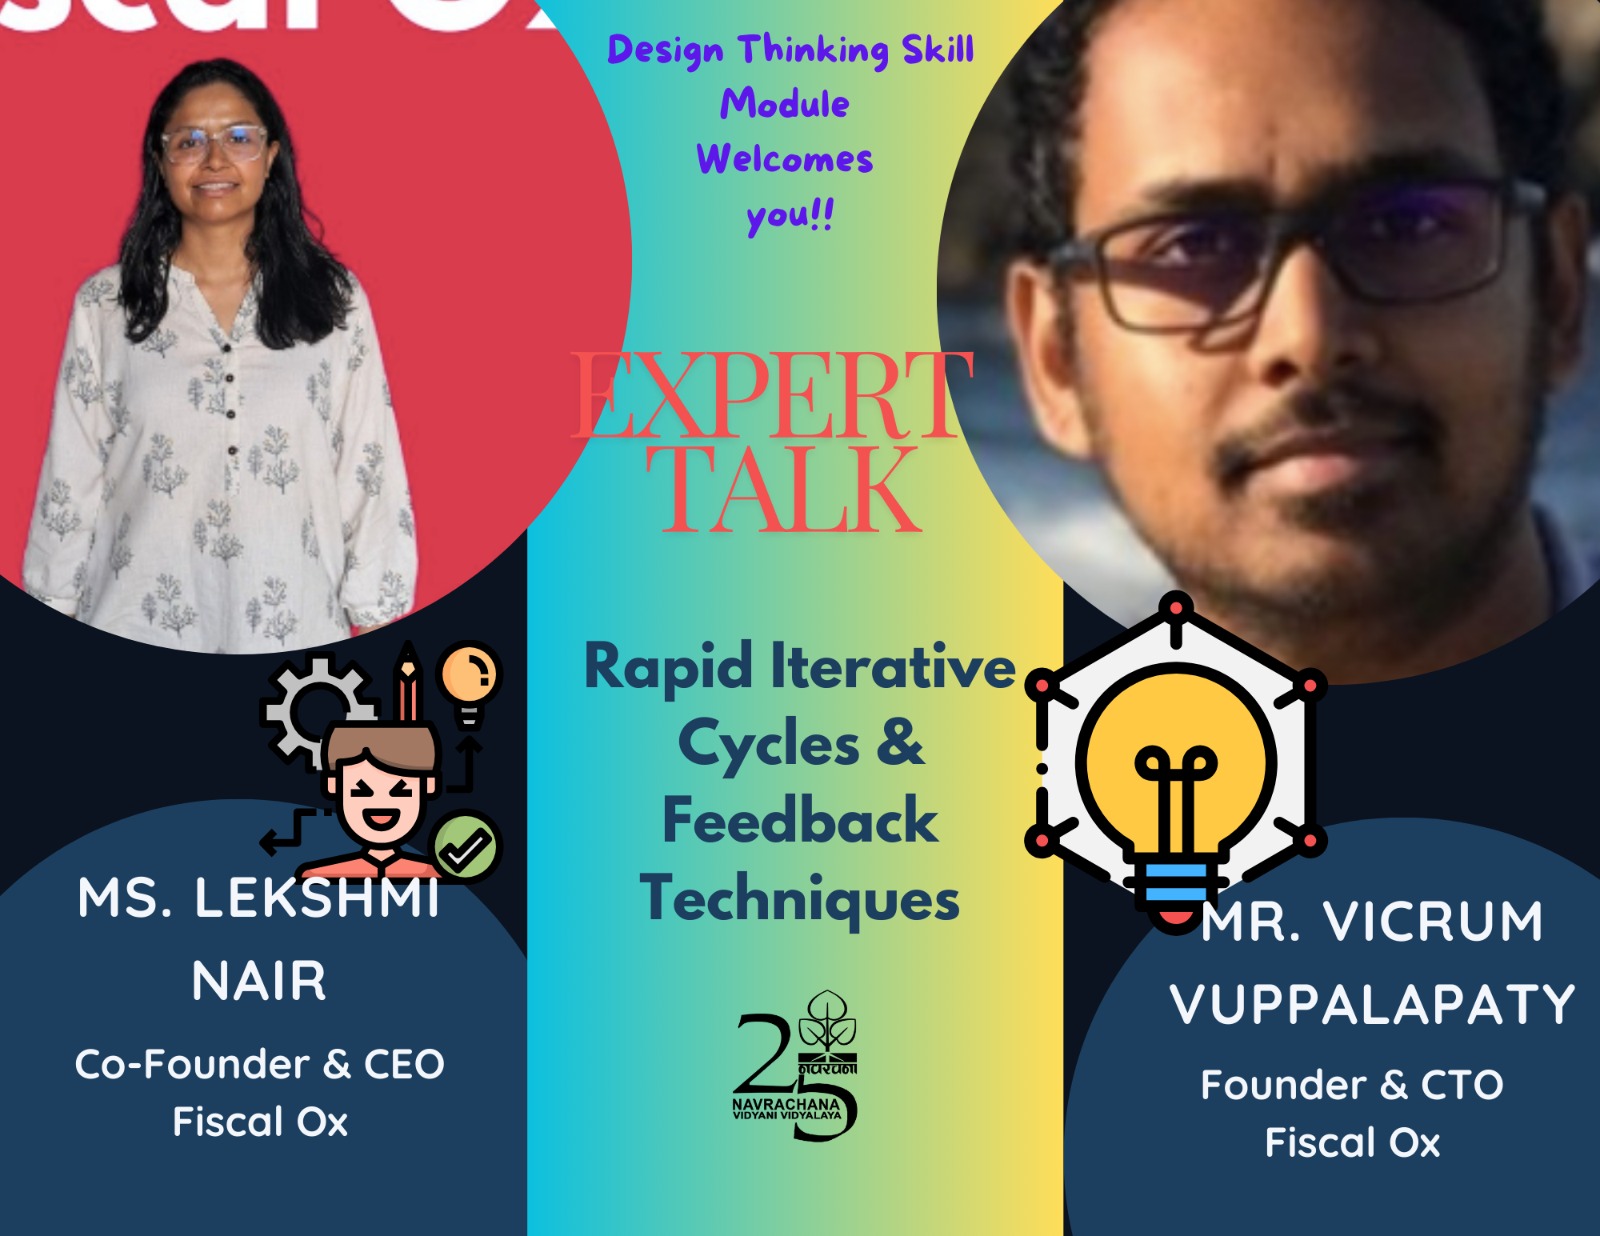 Design Thinking Skill
Module
Welcomes
you!!
EXPERT
TALK
Rapid Iterative
Cycles &
Feedback
Techniques
MS. LEKSHMI
NAIR
Co-Founder & CEO
Fiscal Ox
MR. VICRUM
VUPPALAPATY
Founder & CTO
Fiscal Ox
25
नवरचना
NAVRACHANA
VIDYANI VIDYALAYA